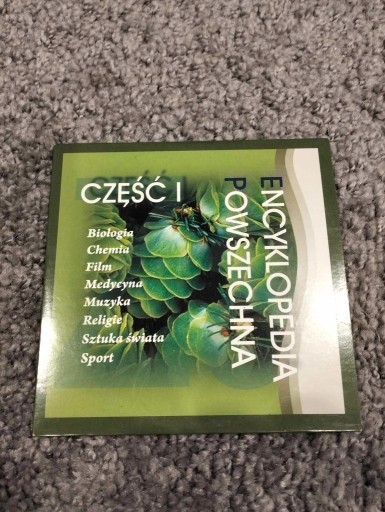 CZĘŚĆ I
Biologia
Chemia
Film
Medycyna
Muzyka
Religie
Sztuka świata
Sport
ENCYKLOPEDIA
POWSZECHNA